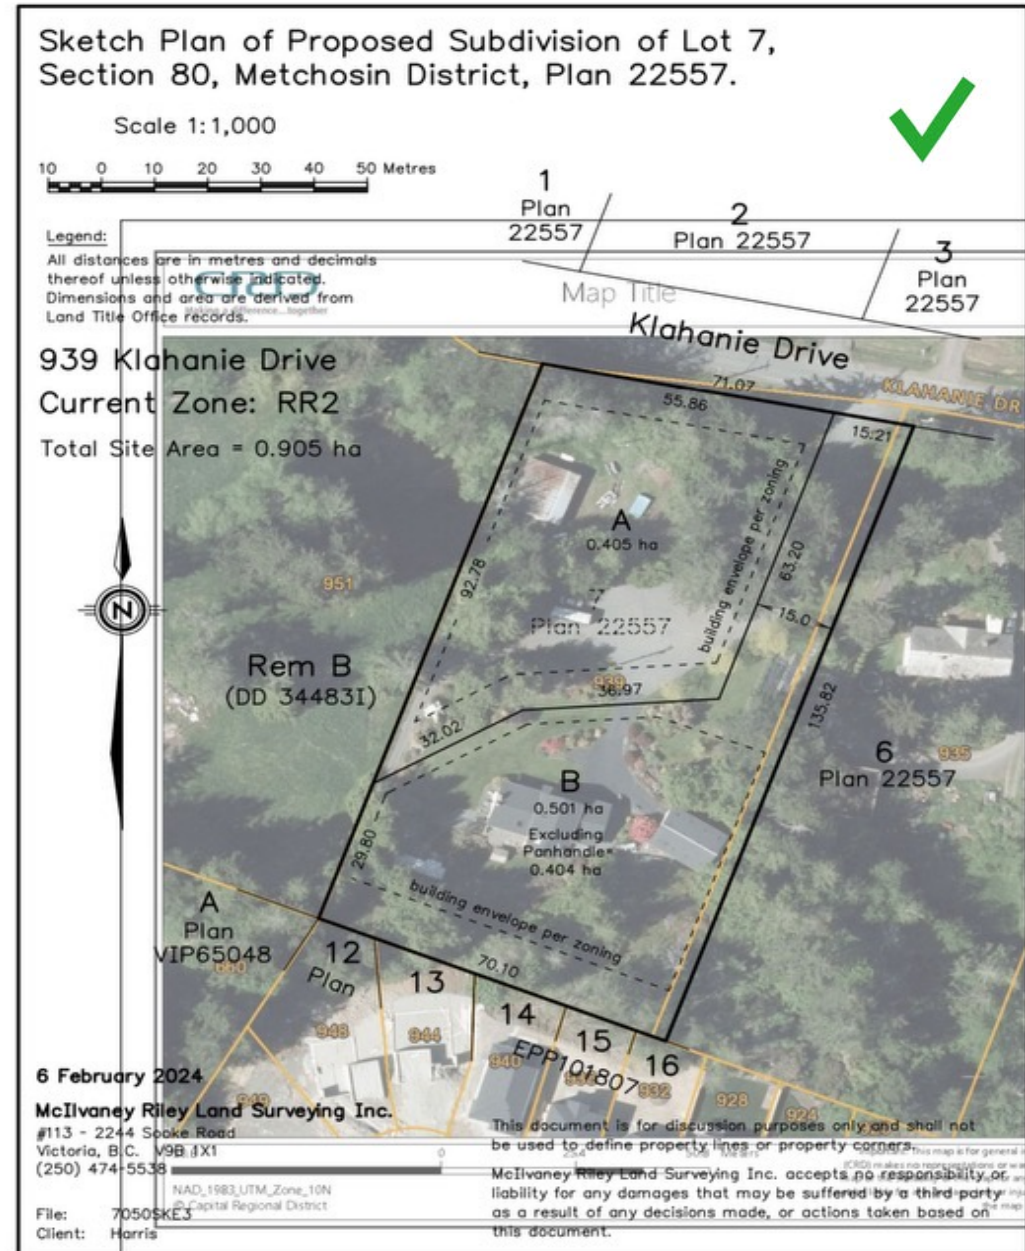 Sketch Plan of Proposed Subdivision of Lot 7,
Section 80, Metchosin District, Plan 22557.
Scale 1:1,000
10 0 10 20 30 40 50 Metres
Legend:
All distances are in metres and decimals
thereof unless otherwise indicated.
Dimensions and area are derived from
Land Title Office records.
CRD
Making a difference...together
Map Title
1
Plan
22557
2
Plan 22557
3
Plan
22557
Klahanie Drive
KLAHANIE DR
939 Klahanie Drive
Current Zone: RR2
Total Site Area = 0.905 ha
71.07
55.86
15.21
A
0.405 ha
building envelope per zoning
63.20
92.78
951
7
Plan 22557
15.0
N
Rem B
(DD 34483I)
939
36.97
32.02
135.82
6
Plan 22557
935
B
0.501 ha
Excluding
Panhandle=
0.404 ha
29.80
building envelope per zoning
A
Plan
VIP65048
660
12
Plan
13
70.10
14
15
16
EPP101807
948
944
940
932
928
924
949
6 February 2024
McIlvaney Riley Land Surveying Inc.
#113 - 2244 Sooke Road
Victoria, B.C. V9B 1X1
(250) 474-5538
NAD_1983_UTM_Zone_10N
© Capital Regional District
File: 7050SKE3
Client: Harris
0
This document is for discussion purposes only and shall not
be used to define property lines or property corners.
McIlvaney Riley Land Surveying Inc. accepts no responsibility or
liability for any damages that may be suffered by a third party
as a result of any decisions made, or actions taken based on
this document.